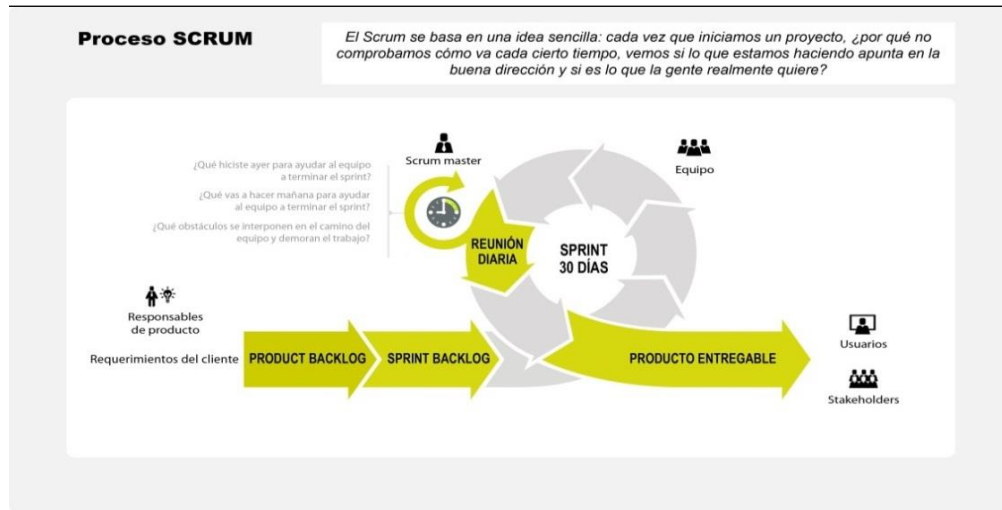 Proceso SCRUM
El Scrum se basa en una idea sencilla: cada vez que iniciamos un proyecto, ¿por qué no
comprobamos cómo va cada cierto tiempo, vemos si lo que estamos haciendo apunta en la
buena dirección y si es lo que la gente realmente quiere?
Scrum master
¿Qué hiciste ayer para ayudar al equipo
a terminar el sprint?
¿Qué vas a hacer mañana para ayudar
al equipo a terminar el sprint?
¿Qué obstáculos se interponen en el camino del
equipo y demoran el trabajo?
REUNIÓN
DIARIA
SPRINT
30 DÍAS
Equipo
Responsables
de producto
Requerimientos del cliente
PRODUCT BACKLOG
SPRINT BACKLOG
PRODUCTO ENTREGABLE
Usuarios
Stakeholders